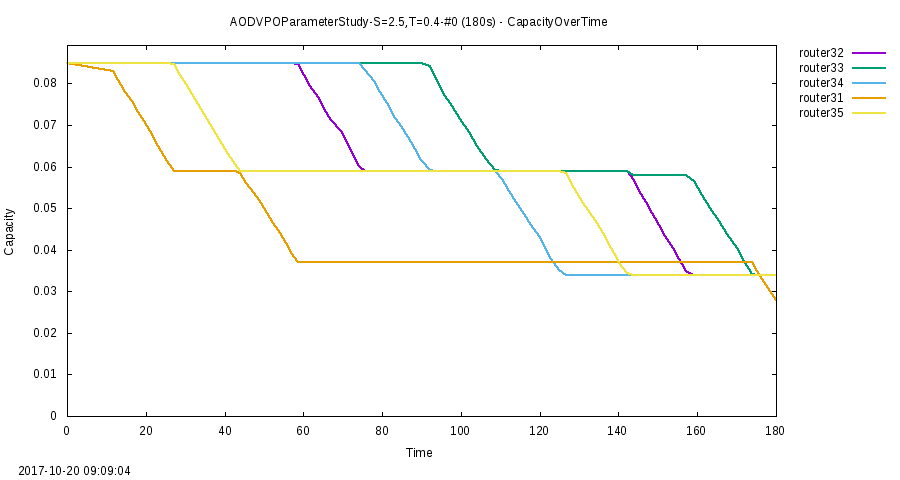 AODVPOParameterStudy-S=2.5,T=0.4-#0 (180s) - CapacityOverTime
router32
router33
router34
router31
router35
0.08
0.07
0.06
0.05
0.04
0.03
0.02
0.01
0
Capacity
0 20 40 60 80 100 120 140 160 180
Time
2017-10-20 09:09:04